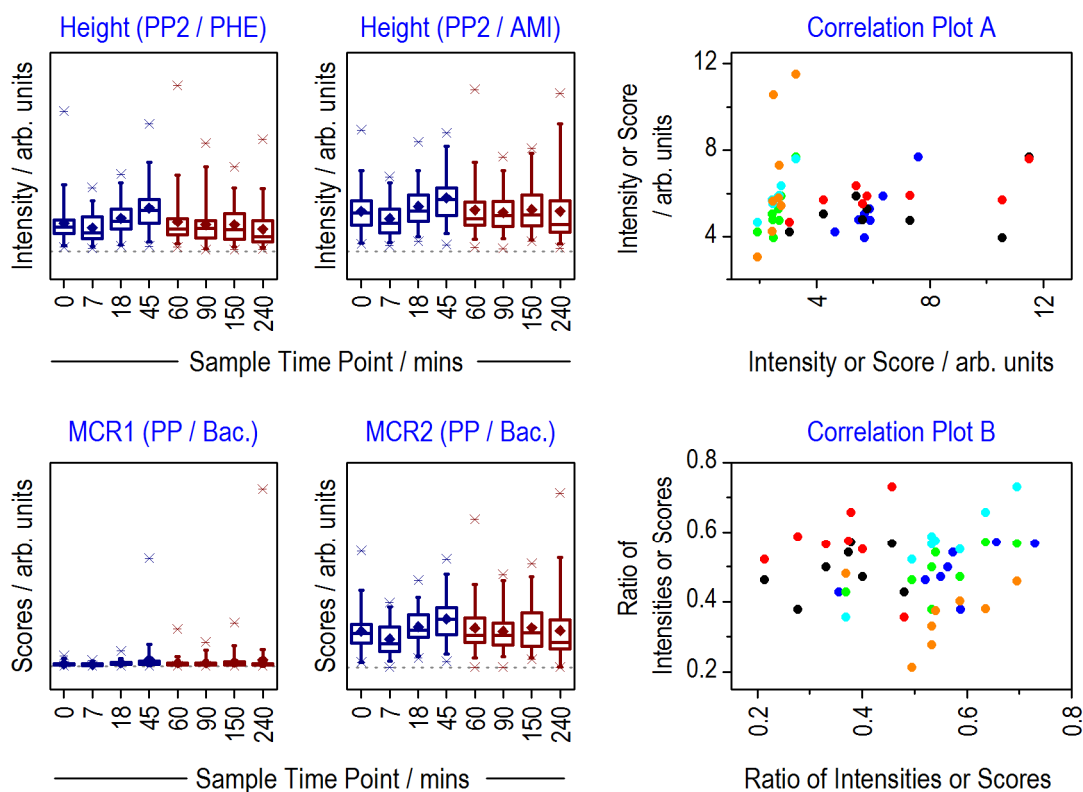 Height (PP2 / PHE)
Intensity / arb. units
0 7 18 45 60 90 150 240
Height (PP2 / AMI)
Intensity / arb. units
0 7 18 45 60 90 150 240
Sample Time Point / mins
Correlation Plot A
Intensity or Score
/ arb. units
12
8
4
4 8 12
Intensity or Score / arb. units
MCR1 (PP / Bac.)
Scores / arb. units
0 7 18 45 60 90 150 240
MCR2 (PP / Bac.)
Scores / arb. units
0 7 18 45 60 90 150 240
Sample Time Point / mins
Correlation Plot B
Ratio of
Intensities or Scores
0.8
0.6
0.4
0.2
0.2 0.4 0.6 0.8
Ratio of Intensities or Scores